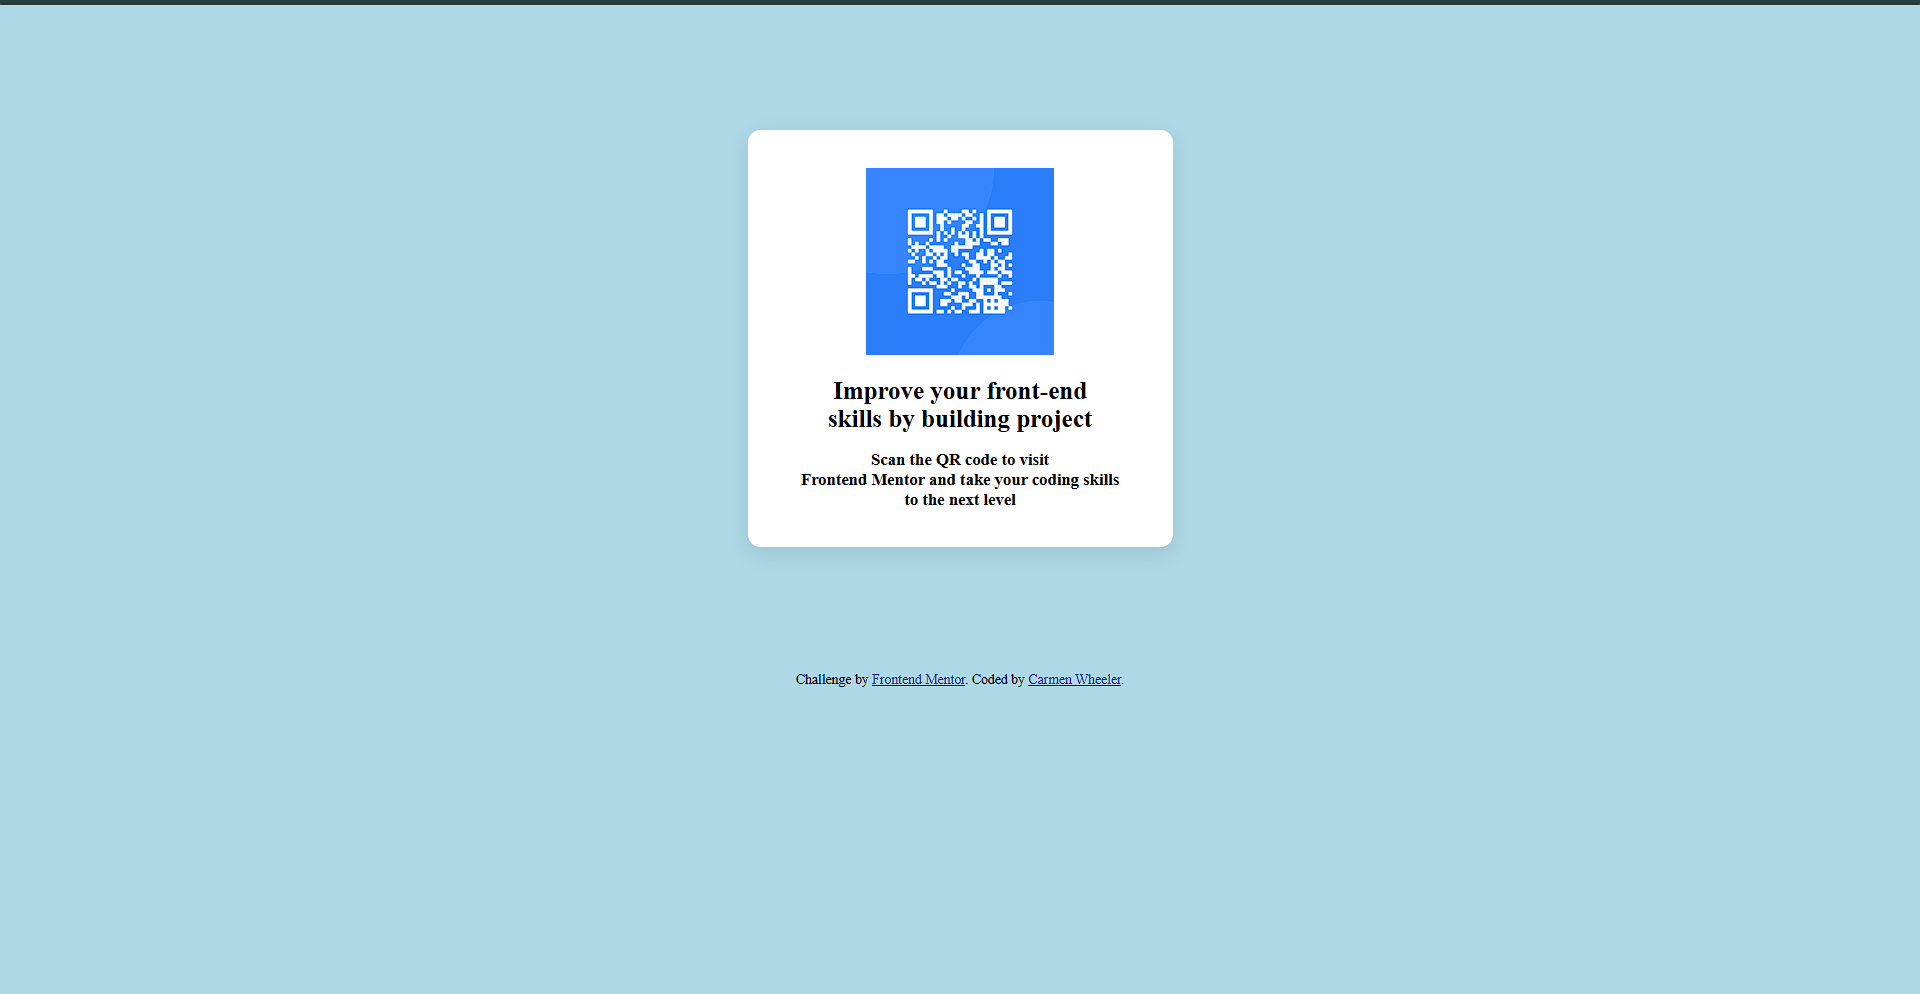 Improve your front-end
skills by building project
Scan the QR code to visit
Frontend Mentor and take your coding skills
to the next level
Challenge by Frontend Mentor. Coded by Carmen Wheeler.